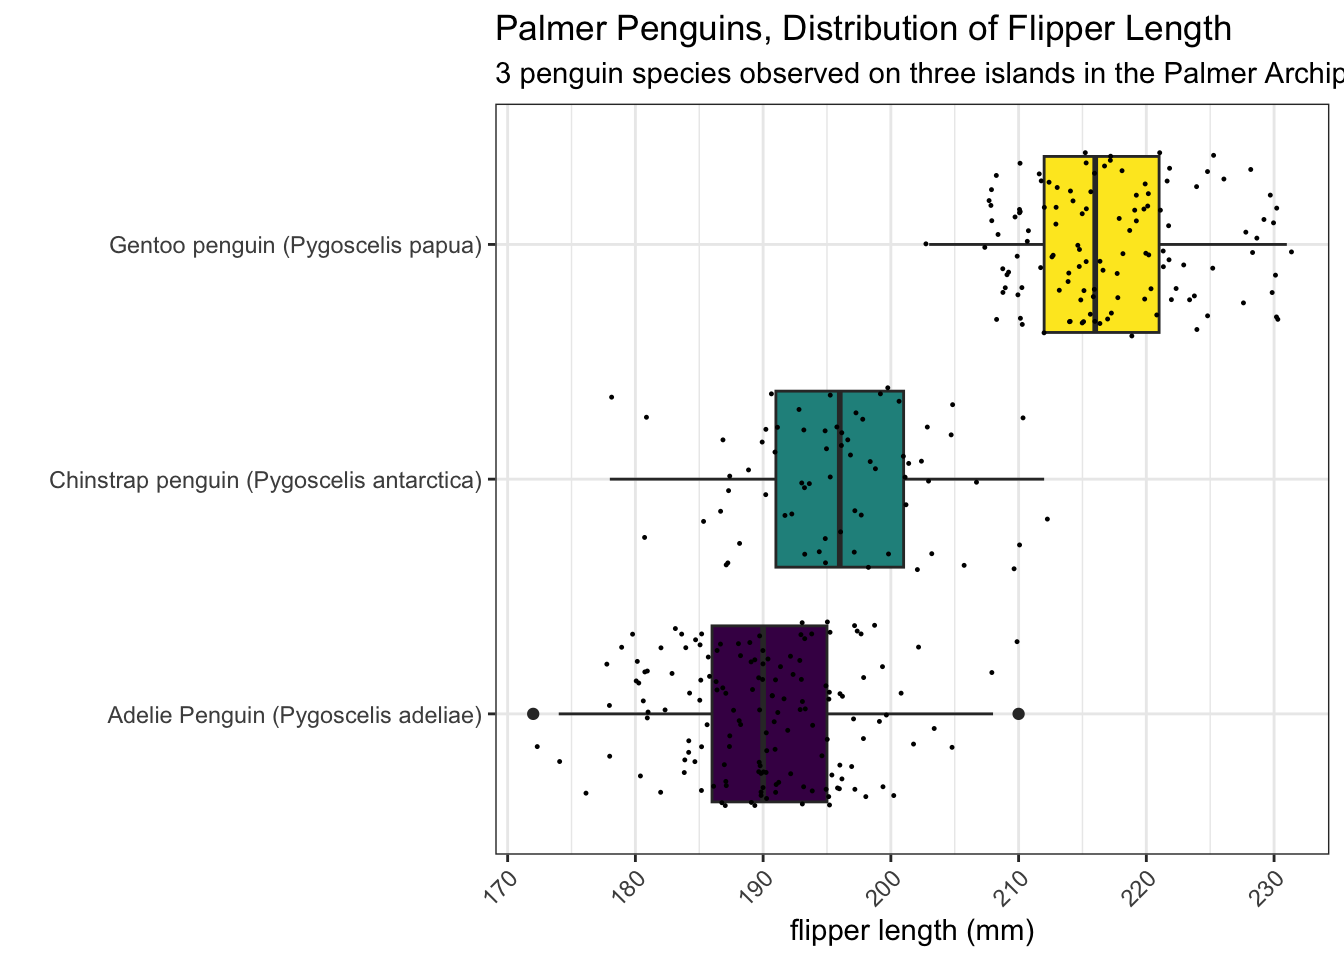 Palmer Penguins, Distribution of Flipper Length
3 penguin species observed on three islands in the Palmer Archip
Gentoo penguin (Pygoscelis papua)
Chinstrap penguin (Pygoscelis antarctica)
Adelie Penguin (Pygoscelis adeliae)
170 180 190 200 210 220 230
flipper length (mm)